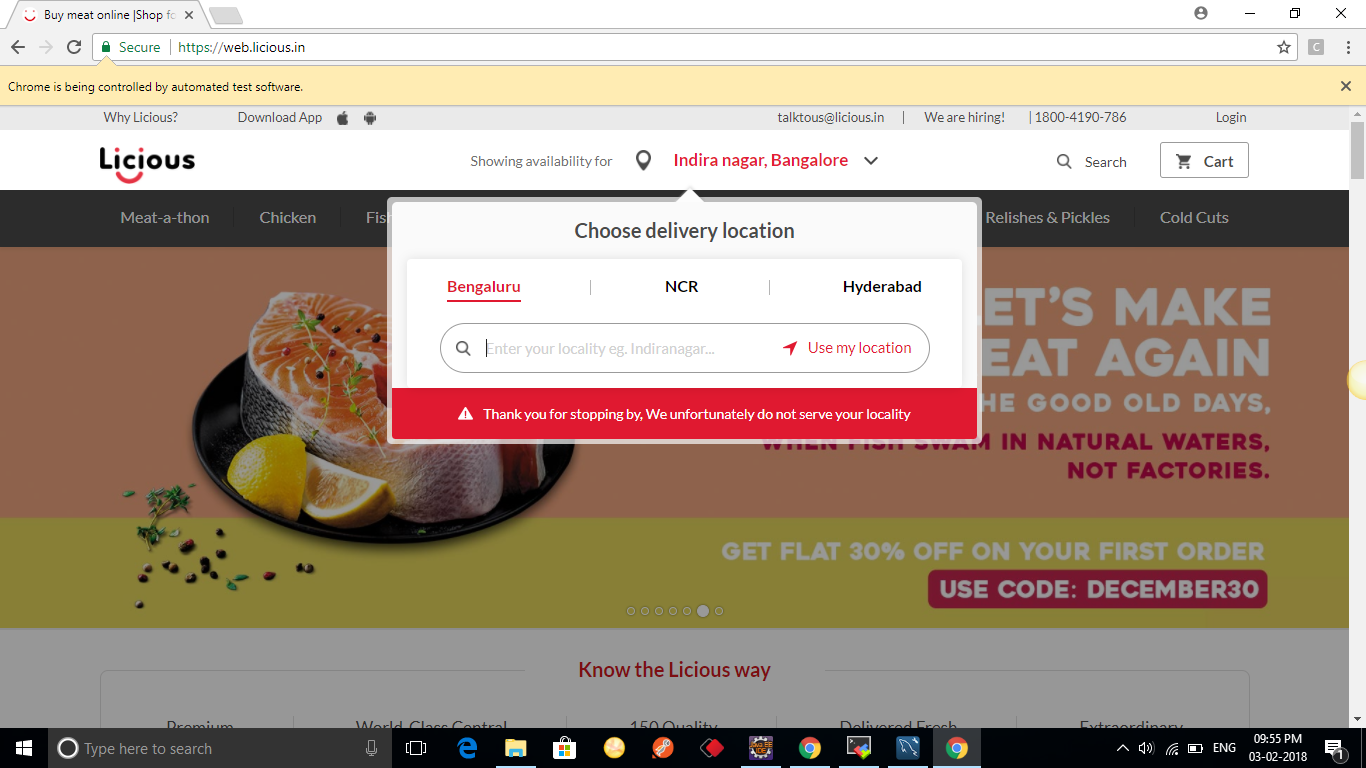 Buy meat online |Shop fo
Secure
https://web.licious.in
Chrome is being controlled by automated test software.
Why Licious?
Download App
talktous@licious.in
|
We are hiring!
| 1800-4190-786
Login
Licious
Showing availability for
Indira nagar, Bangalore
Search
Cart
Meat-a-thon
Chicken
Fis
Relishes & Pickles
Cold Cuts
Choose delivery location
Bengaluru
NCR
Hyderabad
Enter your locality eg. Indiranagar...
Use my location
Thank you for stopping by, We unfortunately do not serve your locality
ET'S MAKE
EAT AGAIN
HE GOOD OLD DAYS,
WHEN FISH SWAM IN NATURAL WATERS,
NOT FACTORIES.
GET FLAT 30% OFF ON YOUR FIRST ORDER
USE CODE: DECEMBER30
Know the Licious way
Premium
World-Class Central
150 Quality
Delivered Fresh
Extraordinary
Type here to search
ENG
09:55 PM
03-02-2018
1